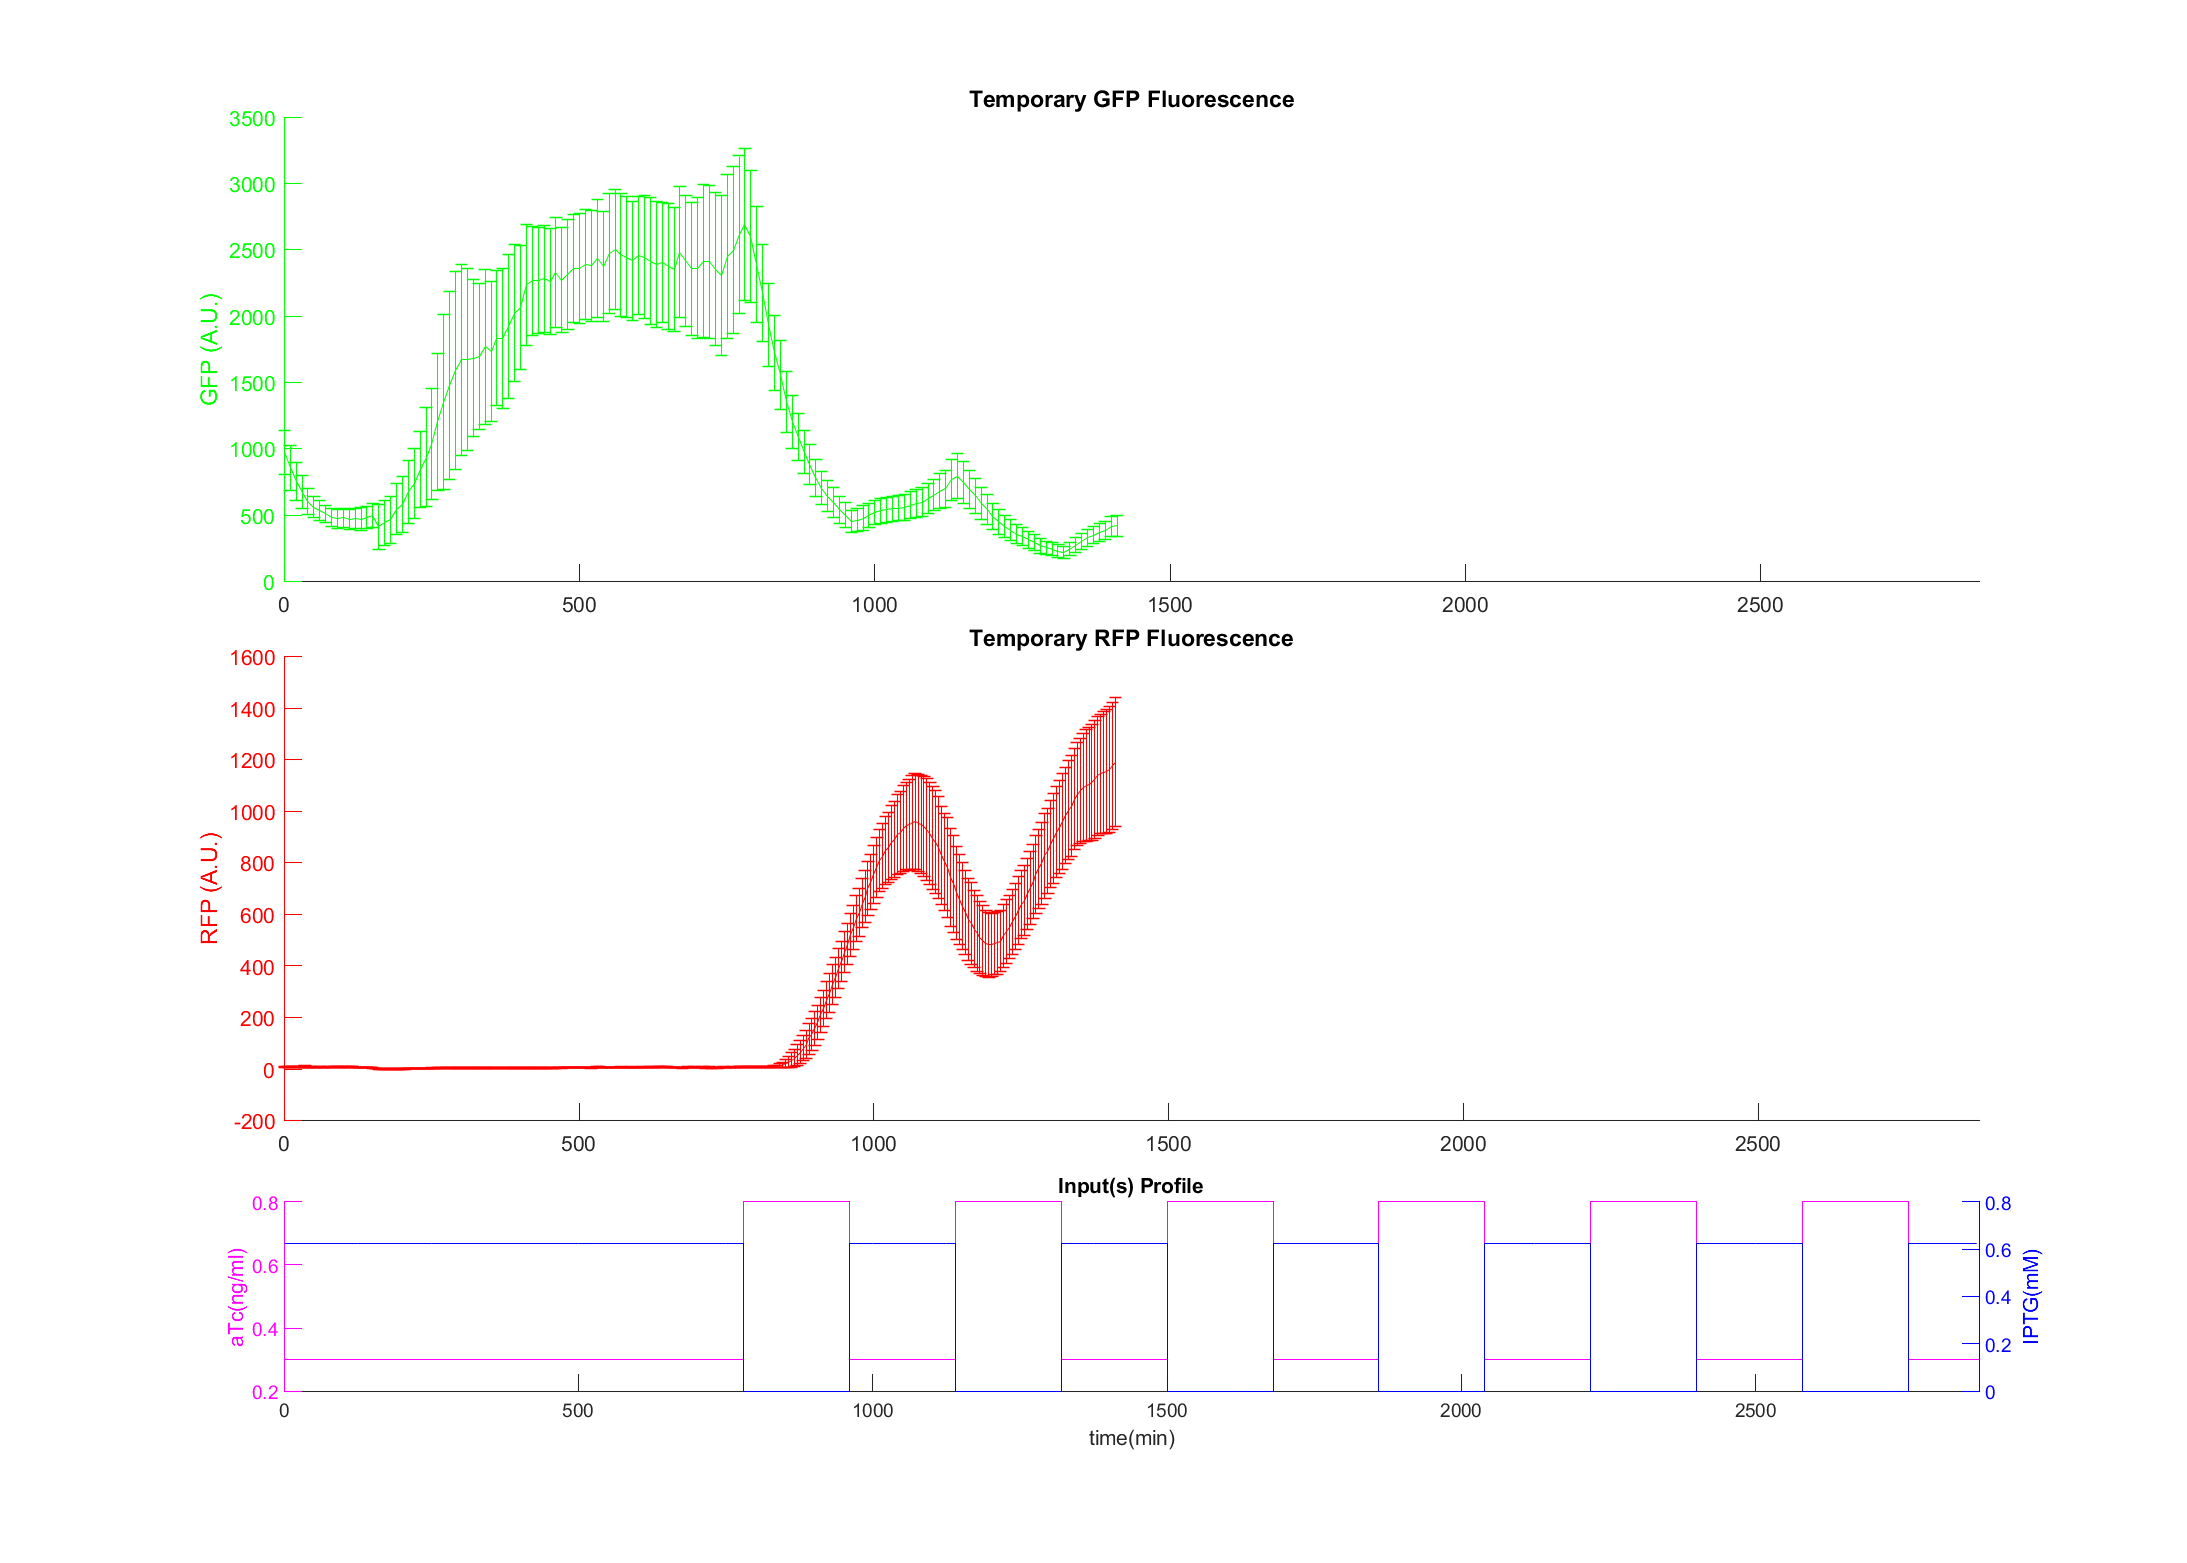 Temporary GFP Fluorescence
3500
3000
2500
2000
1500
1000
500
0
GFP (A.U.)
0 500 1000 1500 2000 2500
Temporary RFP Fluorescence
1600
1400
1200
1000
800
600
400
200
0
-200
RFP (A.U.)
0 500 1000 1500 2000 2500
Input(s) Profile
0.8
0.6
0.4
0.2
aTc(ng/ml)
0.8
0.6
0.4
0.2
0
IPTG(mM)
0 500 1000 1500 2000 2500
time(min)